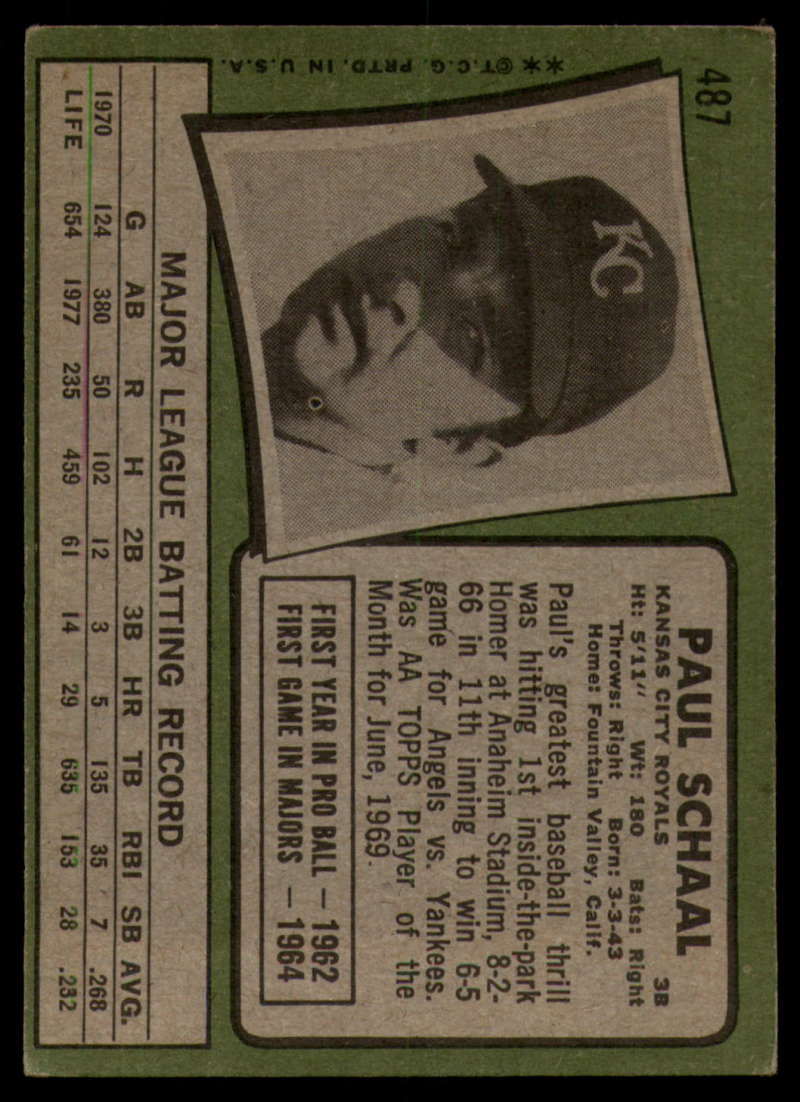 487
**©T.C.G. PRTD. IN U.S.A.
KC
PAUL SCHAAL
KANSAS CITY ROYALS 3B
Ht: 5'11" Wt: 180 Bats: Right
Throws: Right Born: 3-3-43
Home: Fountain Valley, Calif.
Paul's greatest baseball thrill
was hitting 1st inside-the-park
Homer at Anaheim Stadium, 8-2-
66 in 11th inning to win 6-5
game for Angels vs. Yankees.
Was AA TOPPS Player of the
Month for June, 1969.
FIRST YEAR IN PRO BALL — 1962
FIRST GAME IN MAJORS — 1964
MAJOR LEAGUE BATTING RECORD
G AB R H 2B 3B HR TB RBI SB AVG.
1970 124 380 50 102 12 3 5 135 35 7 .268
LIFE 654 1977 235 459 61 14 29 635 153 28 .232